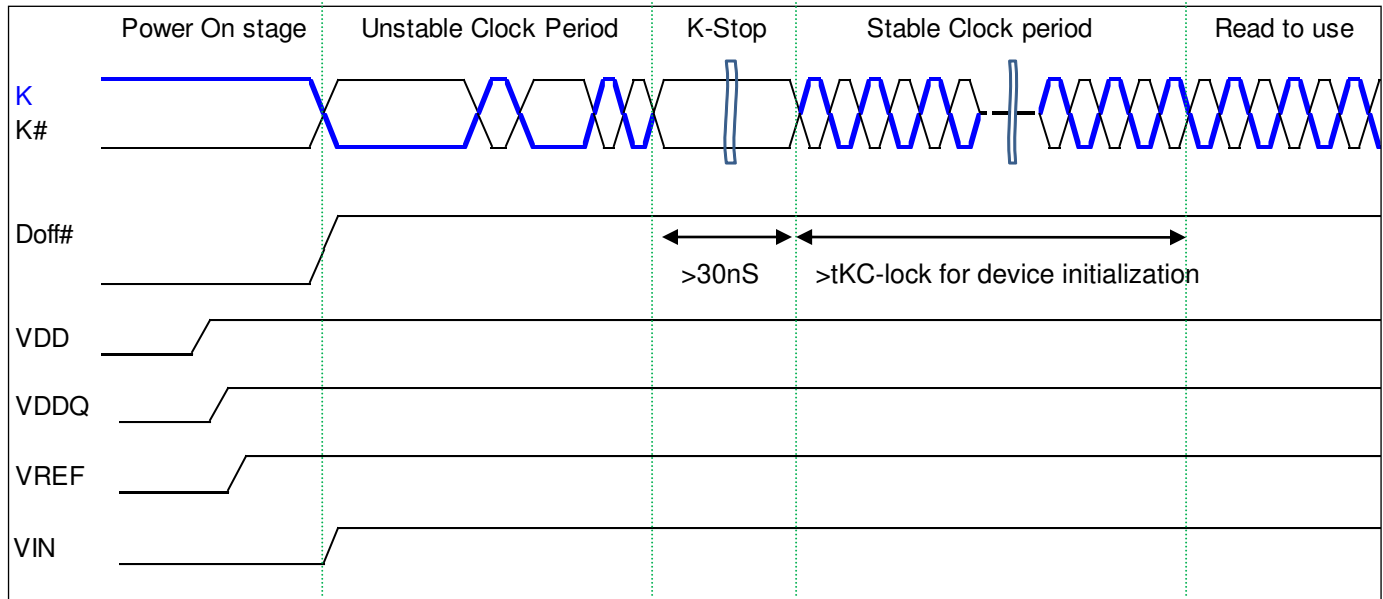 Power On stage
Unstable Clock Period
K-Stop
Stable Clock period
Read to use
K
K#
Doff#
>30nS
>tKC-lock for device initialization
VDD
VDDQ
VREF
VIN